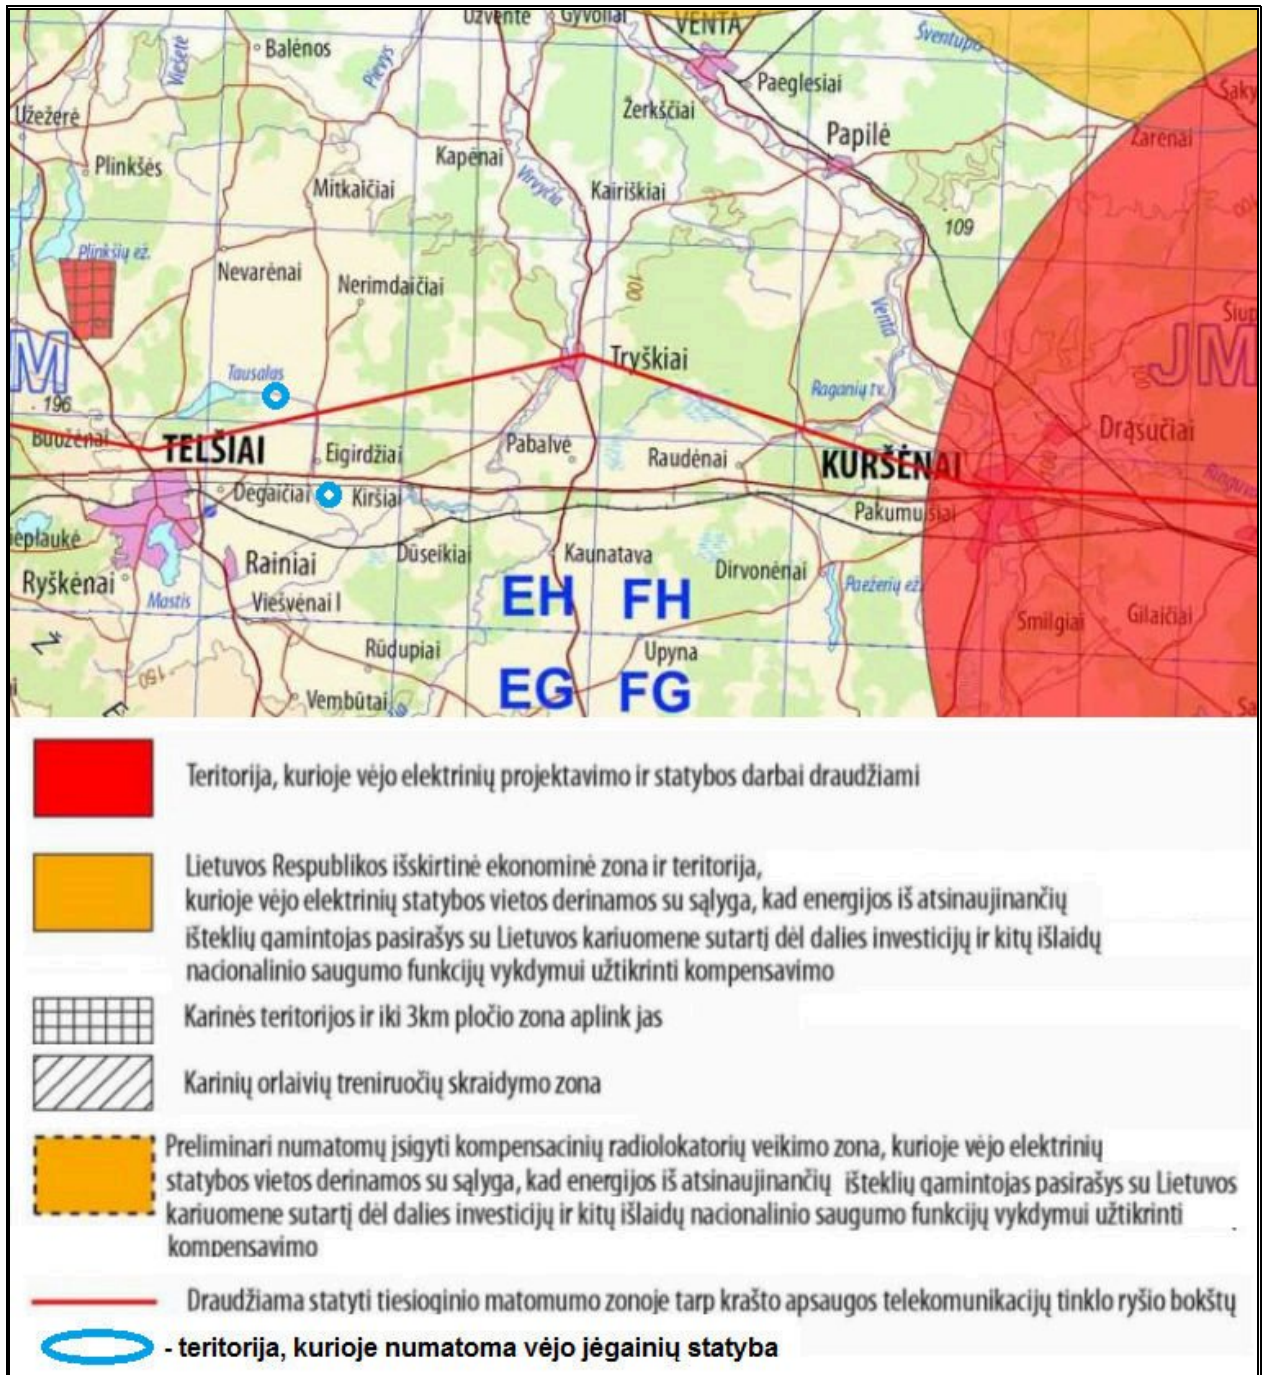 Užventė
Gyvoliai
VENTA
Šventupis
Viešetė
Balėnos
Pievys
Paeglesiai
Šaky
Užežerė
Žerkščiai
Papilė
Žarėnai
Plinkšės
Kapėnai
Mitkaičiai
Virvyčia
Kairiškiai
100
109
Plinkšių ež.
Nevarėnai
Nerimdaičiai
100
Venta
Šiup
M
Tausalas
Tryškiai
JM
196
Raganių tv.
Buožėnai
TELŠIAI
Eigirdžiai
Pabalvė
Raudėnai
KURŠĖNAI
100
Drąsučiai
Ringuva
Degaičiai
Kiršiai
Pakumulšiai
ieplaukė
Dūseikiai
Kaunatava
Dirvonėnai
Ryškėnai
Rainiai
EH FH
Paežerių ež.
Mastis
Viešvėnai I
Smilgiai
Gilaičiai
Rūdupiai
Upyna
150
Vembūtai
EG FG
Sa
Teritorija, kurioje vėjo elektrinių projektavimo ir statybos darbai draudžiami
Lietuvos Respublikos išskirtinė ekonominė zona ir teritorija,
kurioje vėjo elektrinių statybos vietos derinamos su sąlyga, kad energijos iš atsinaujinančių
išteklių gamintojas pasirašys su Lietuvos kariuomene sutartį dėl dalies investicijų ir kitų išlaidų
nacionalinio saugumo funkcijų vykdymui užtikrinti kompensavimo
Karinės teritorijos ir iki 3km pločio zona aplink jas
Karinių orlaivių treniruočių skraidymo zona
Preliminari numatomų įsigyti kompensacinių radiolokatorių veikimo zona, kurioje vėjo elektrinių
statybos vietos derinamos su sąlyga, kad energijos iš atsinaujinančių išteklių gamintojas pasirašys su Lietuvos
kariuomene sutartį dėl dalies investicijų ir kitų išlaidų nacionalinio saugumo funkcijų vykdymui užtikrinti
kompensavimo
Draudžiama statyti tiesioginio matomumo zonoje tarp krašto apsaugos telekomunikacijų tinklo ryšio bokštų
- teritorija, kurioje numatoma vėjo jėgainių statyba